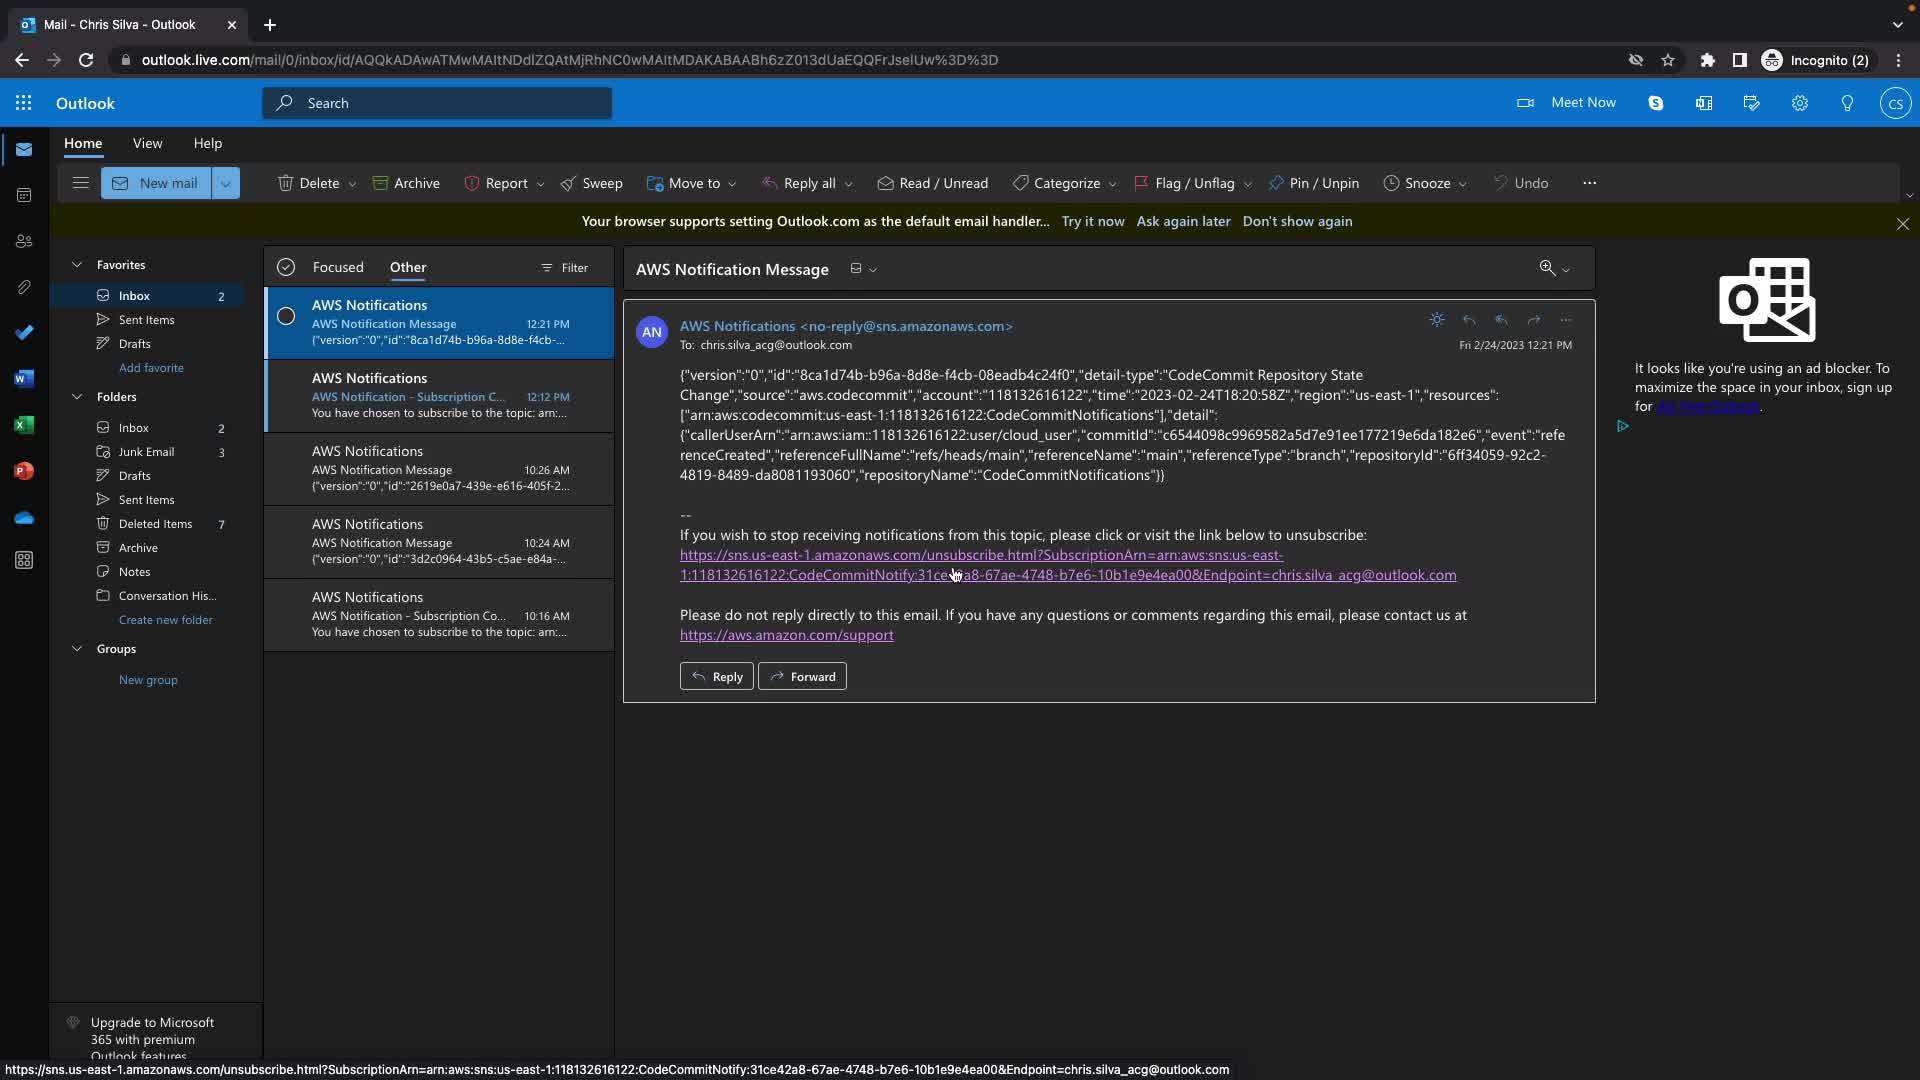 Mail - Chris Silva - Outlook
outlook.live.com/mail/0/inbox/id/AQQkADAwATMwMAItNDdlZQAtMjRhNC0wMAItMDAKABAABh6zZ013dUaEQQFrJselUw%3D%3D
Incognito (2)
Outlook
Search
Meet Now
CS
Home View Help
New mail
Delete
Archive
Report
Sweep
Move to
Reply all
Read / Unread
Categorize
Flag / Unflag
Pin / Unpin
Snooze
Undo
Your browser supports setting Outlook.com as the default email handler... Try it now Ask again later Don't show again
Favorites
Inbox 2
Sent Items
Drafts
Add favorite
Folders
Inbox 2
Junk Email 3
Drafts
Sent Items
Deleted Items 7
Archive
Notes
Conversation His...
Create new folder
Groups
New group
Upgrade to Microsoft
365 with premium
Outlook features
Focused Other Filter
AWS Notifications
AWS Notification Message 12:21 PM
{"version":"0","id":"8ca1d74b-b96a-8d8e-f4cb-...
AWS Notifications
AWS Notification - Subscription C... 12:12 PM
You have chosen to subscribe to the topic: arn:...
AWS Notifications
AWS Notification Message 10:26 AM
{"version":"0","id":"2619e0a7-439e-e616-405f-2...
AWS Notifications
AWS Notification Message 10:24 AM
{"version":"0","id":"3d2c0964-43b5-c5ae-e84a-...
AWS Notifications
AWS Notification - Subscription Co... 10:16 AM
You have chosen to subscribe to the topic: arn:...
AWS Notification Message
AN
AWS Notifications <no-reply@sns.amazonaws.com>
To: chris.silva_acg@outlook.com
Fri 2/24/2023 12:21 PM
{"version":"0","id":"8ca1d74b-b96a-8d8e-f4cb-08eadb4c24f0","detail-type":"CodeCommit Repository State
Change","source":"aws.codecommit","account":"118132616122","time":"2023-02-24T18:20:58Z","region":"us-east-1","resources":
["arn:aws:codecommit:us-east-1:118132616122:CodeCommitNotifications"],"detail":
{"callerUserArn":"arn:aws:iam::118132616122:user/cloud_user","commitId":"c6544098c9969582a5d7e91ee177219e6da182e6","event":"refe
renceCreated","referenceFullName":"refs/heads/main","referenceName":"main","referenceType":"branch","repositoryId":"6ff34059-92c2-
4819-8489-da8081193060","repositoryName":"CodeCommitNotifications"}}
--
If you wish to stop receiving notifications from this topic, please click or visit the link below to unsubscribe:
https://sns.us-east-1.amazonaws.com/unsubscribe.html?SubscriptionArn=arn:aws:sns:us-east-
1:118132616122:CodeCommitNotify:31ce42a8-67ae-4748-b7e6-10b1e9e4ea00&Endpoint=chris.silva_acg@outlook.com
Please do not reply directly to this email. If you have any questions or comments regarding this email, please contact us at
https://aws.amazon.com/support
Reply
Forward
It looks like you're using an ad blocker. To
maximize the space in your inbox, sign up
for Ad-Free Outlook.
https://sns.us-east-1.amazonaws.com/unsubscribe.html?SubscriptionArn=arn:aws:sns:us-east-1:118132616122:CodeCommitNotify:31ce42a8-67ae-4748-b7e6-10b1e9e4ea00&Endpoint=chris.silva_acg@outlook.com